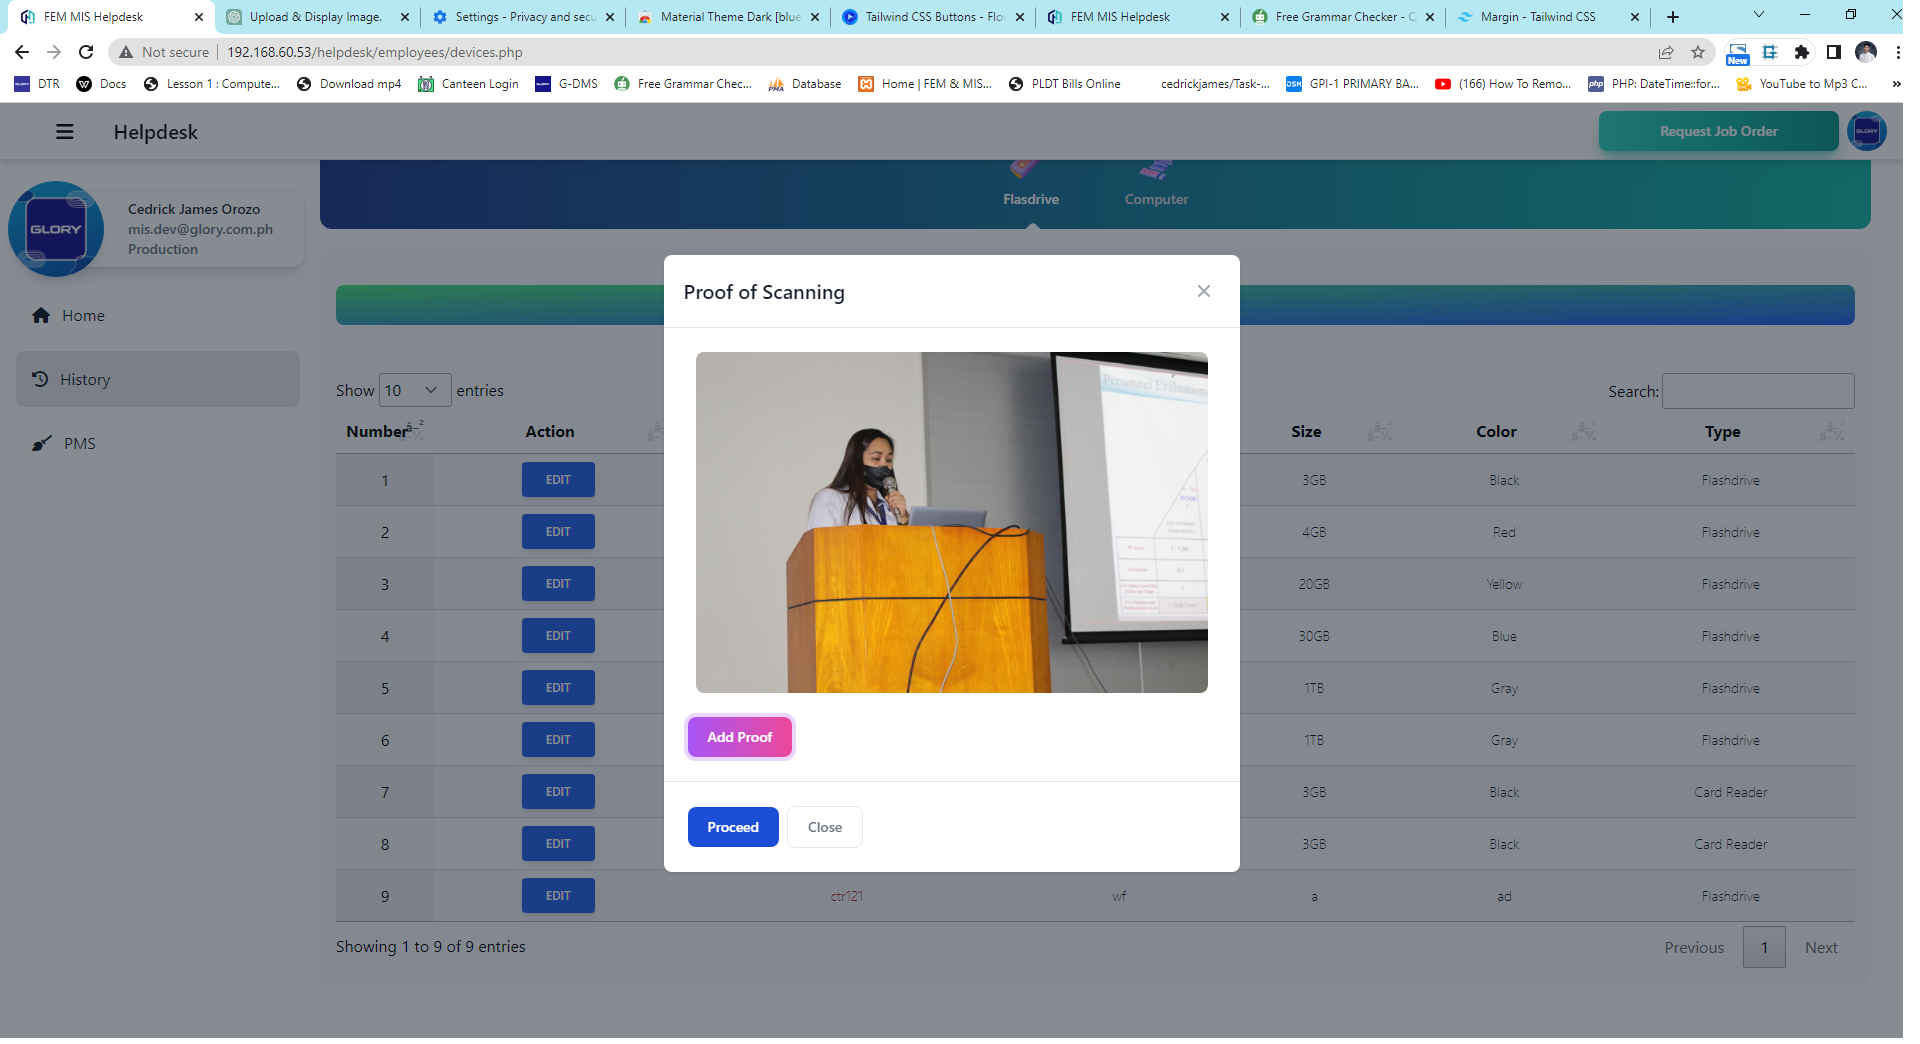 FEM MIS Helpdesk
Upload & Display Image.
Settings - Privacy and secu
Material Theme Dark [blue
Tailwind CSS Buttons - Flo
FEM MIS Helpdesk
Free Grammar Checker -
Margin - Tailwind CSS
Not secure
192.168.60.53/helpdesk/employees/devices.php
New
DTR
Docs
Lesson 1 : Compute...
Download mp4
Canteen Login
G-DMS
Free Grammar Chec...
Database
Home | FEM & MIS...
PLDT Bills Online
cedrickjames/Task-...
GPI-1 PRIMARY BA...
(166) How To Remo...
PHP: DateTime::for...
YouTube to Mp3 C...
Helpdesk
Request Job Order
GLORY
Cedrick James Orozo
mis.dev@glory.com.ph
Production
GLORY
Flasdrive
Computer
Home
History
PMS
Proof of Scanning
Personnel Evaluation
Add Proof
Proceed
Close
Show 10 entries
Search:
Number Action Size Color Type
1 EDIT 3GB Black Flashdrive
2 EDIT 4GB Red Flashdrive
3 EDIT 20GB Yellow Flashdrive
4 EDIT 30GB Blue Flashdrive
5 EDIT 1TB Gray Flashdrive
6 EDIT 1TB Gray Flashdrive
7 EDIT 3GB Black Card Reader
8 EDIT 3GB Black Card Reader
9 EDIT ctr121 wf a ad Flashdrive
Showing 1 to 9 of 9 entries
Previous 1 Next